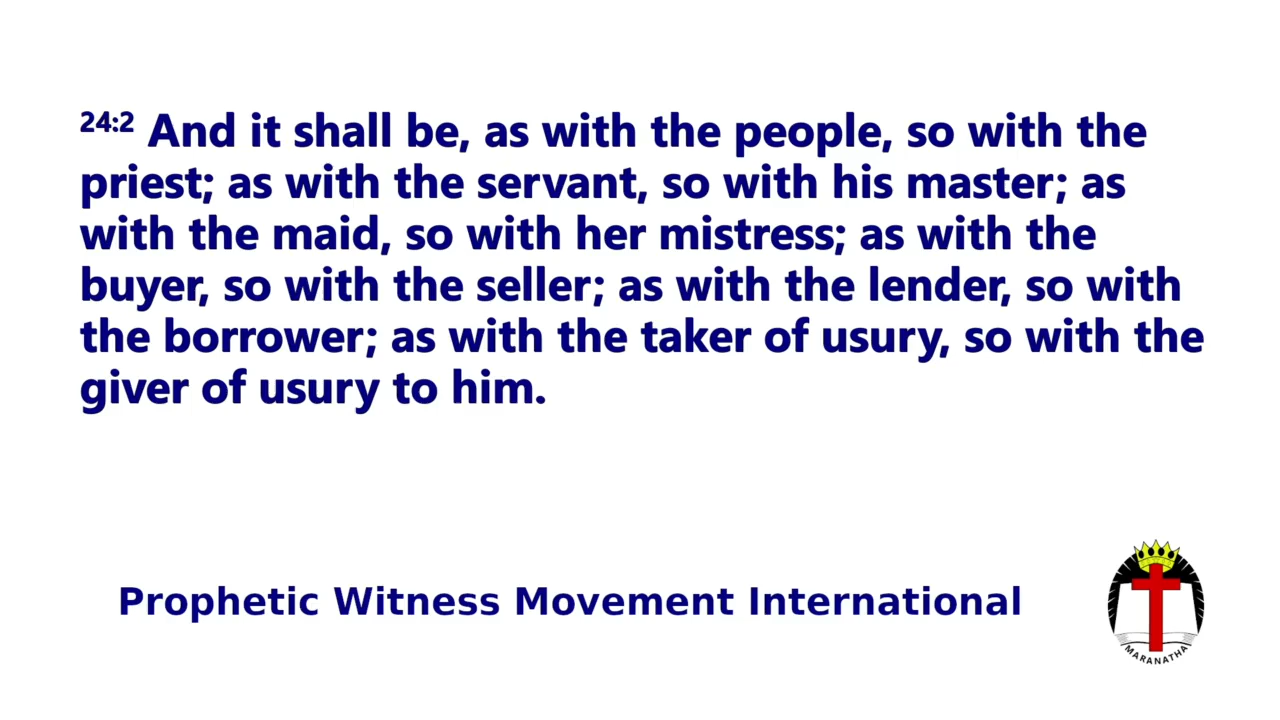 24:2 And it shall be, as with the people, so with the
priest; as with the servant, so with his master; as
with the maid, so with her mistress; as with the
buyer, so with the seller; as with the lender, so with
the borrower; as with the taker of usury, so with the
giver of usury to him.
Prophetic Witness Movement International
MARANATHA